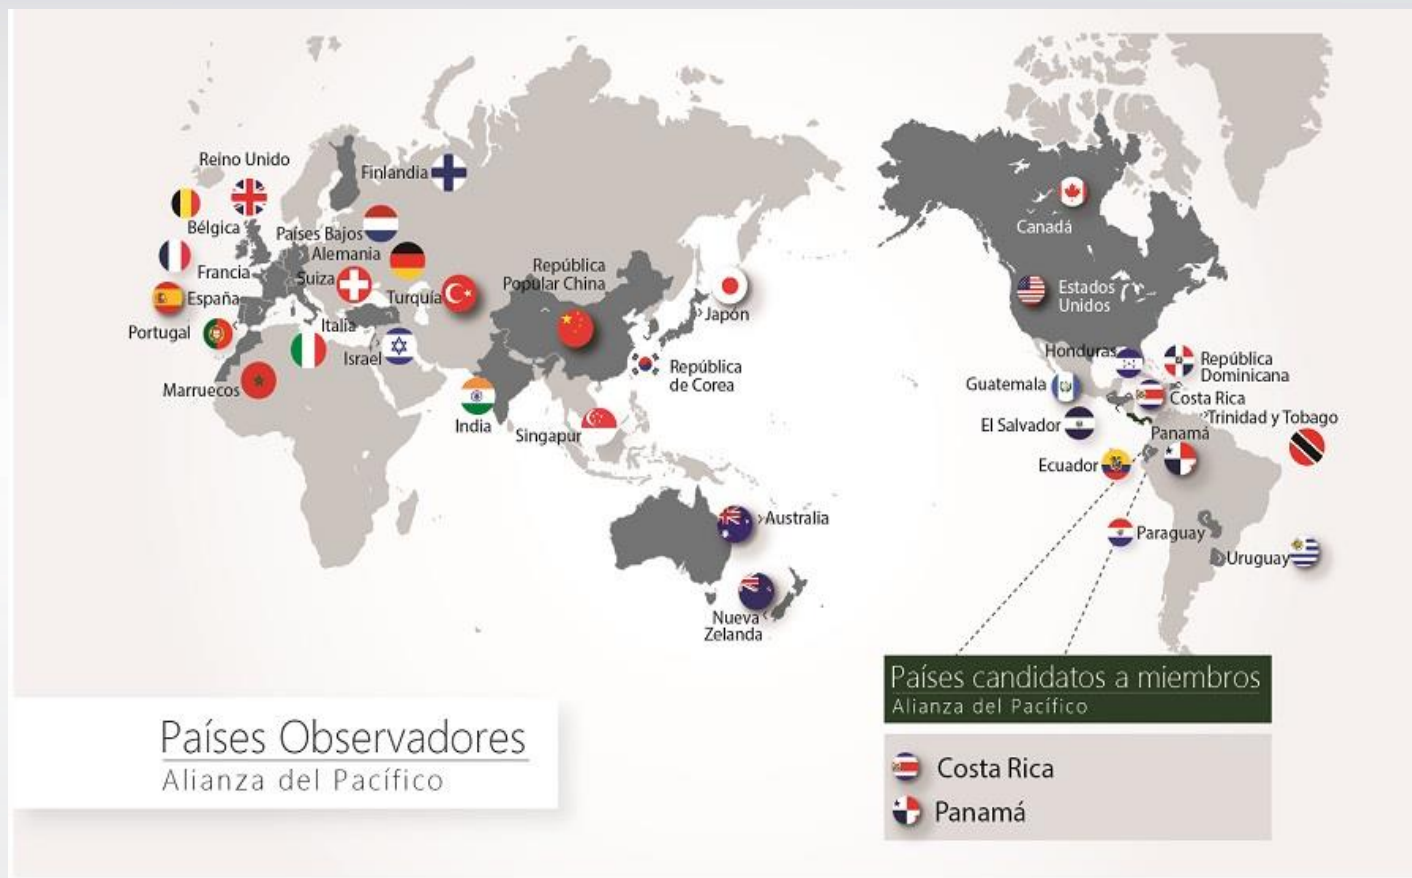 Reino Unido
Finlandia
Bélgica
Países Bajos
Alemania
Francia
Suiza
España
Turquía
Portugal
Italia
Israel
Marruecos
República
Popular China
Japón
República
de Corea
India
Singapur
Australia
Nueva
Zelanda
Canadá
Estados
Unidos
Honduras
República
Dominicana
Guatemala
Costa Rica
Trinidad y Tobago
El Salvador
Panamá
Ecuador
Paraguay
Uruguay
Países Observadores
Alianza del Pacífico
Países candidatos a miembros
Alianza del Pacífico
Costa Rica
Panamá